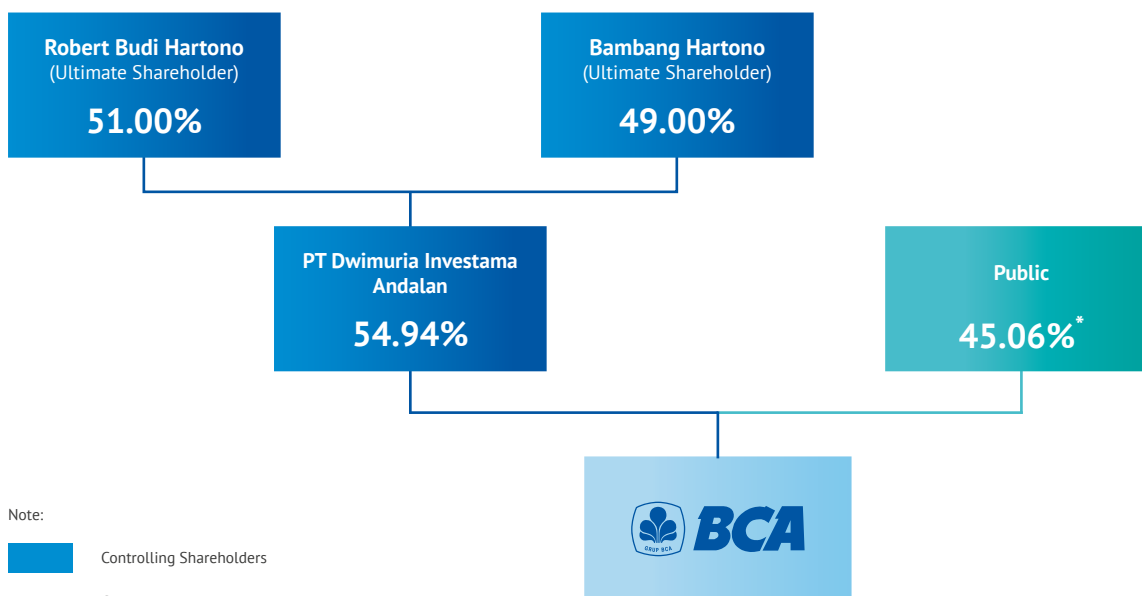 Robert Budi Hartono
(Ultimate Shareholder)
51.00%
Bambang Hartono
(Ultimate Shareholder)
49.00%
PT Dwimuria Investama
Andalan
54.94%
Public
45.06%*
GRUP BCA
BCA
Note:
Controlling Shareholders